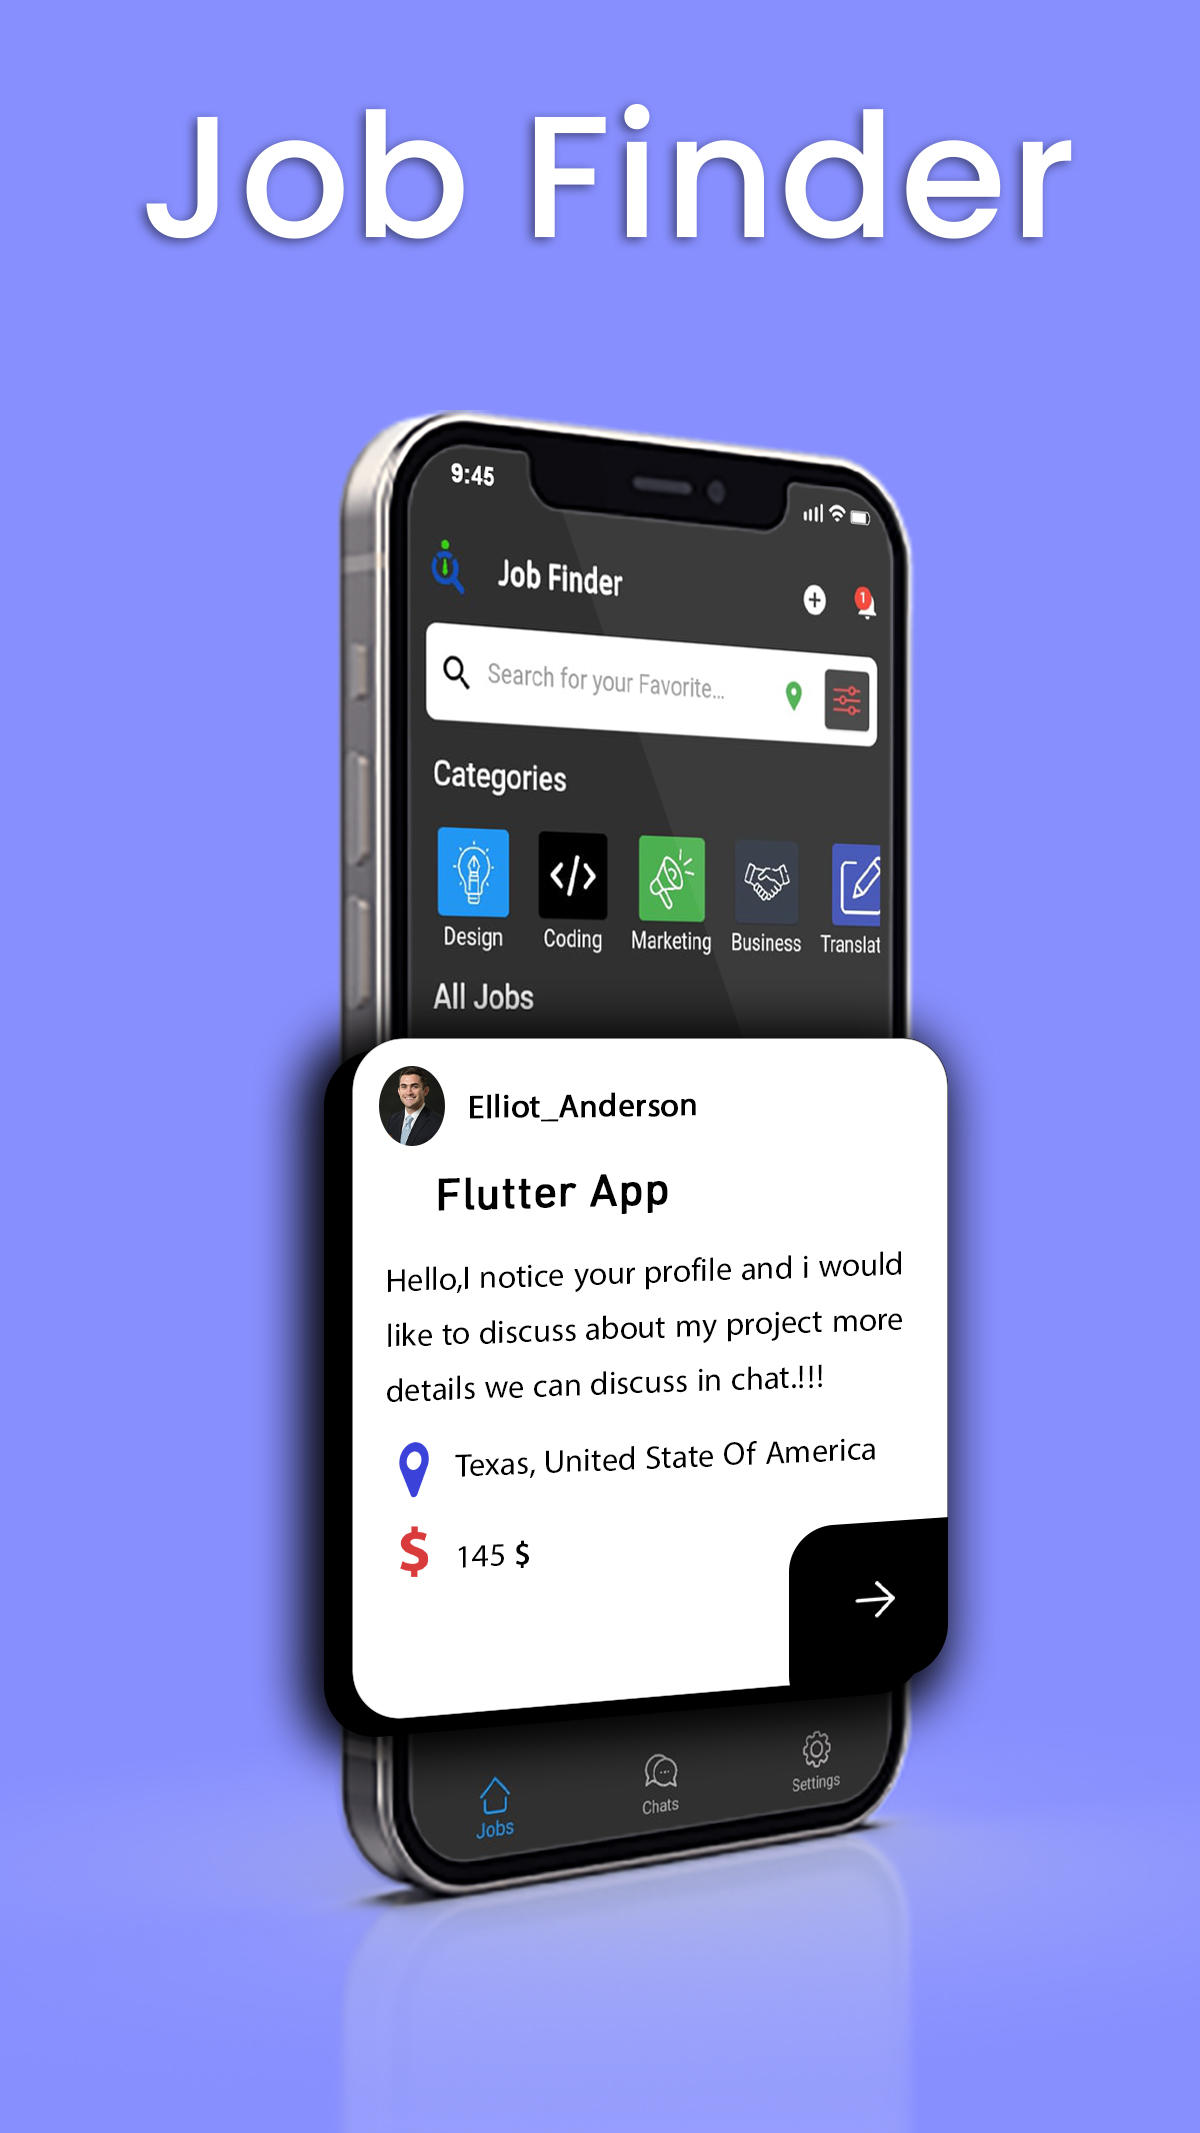 Job Finder
9:45
Job Finder
1
Search for your Favorite...
Categories
Design Coding Marketing Business Translat
All Jobs
Elliot_Anderson
Flutter App
Hello,I notice your profile and i would
like to discuss about my project more
details we can discuss in chat.!!!
Texas, United State Of America
$ 145 $
Jobs Chats Settings